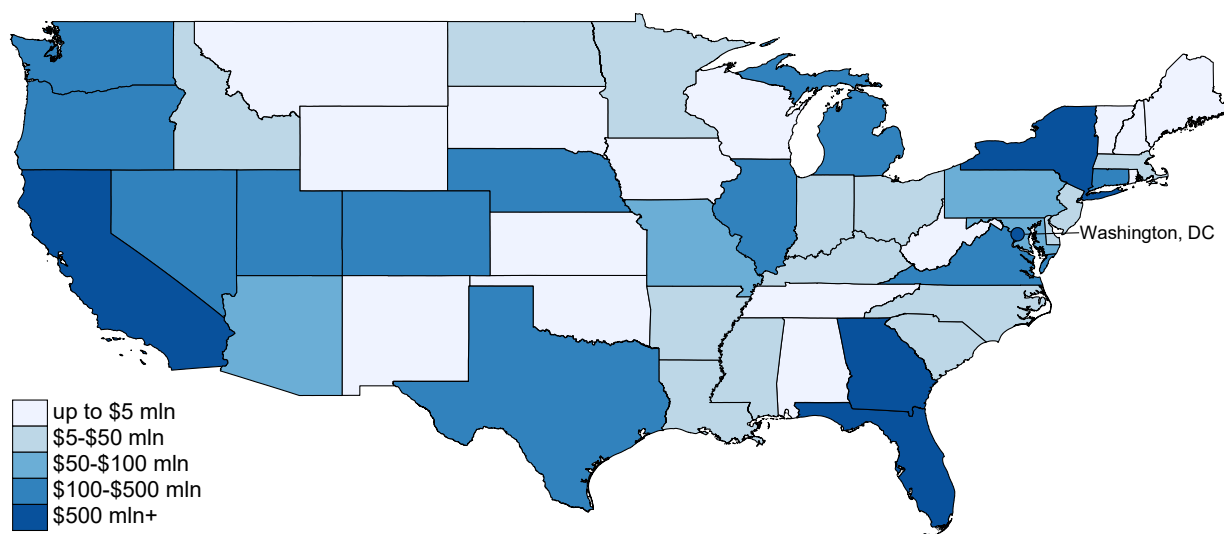 Washington, DC
up to $5 mln
$5-$50 mln
$50-$100 mln
$100-$500 mln
$500 mln+